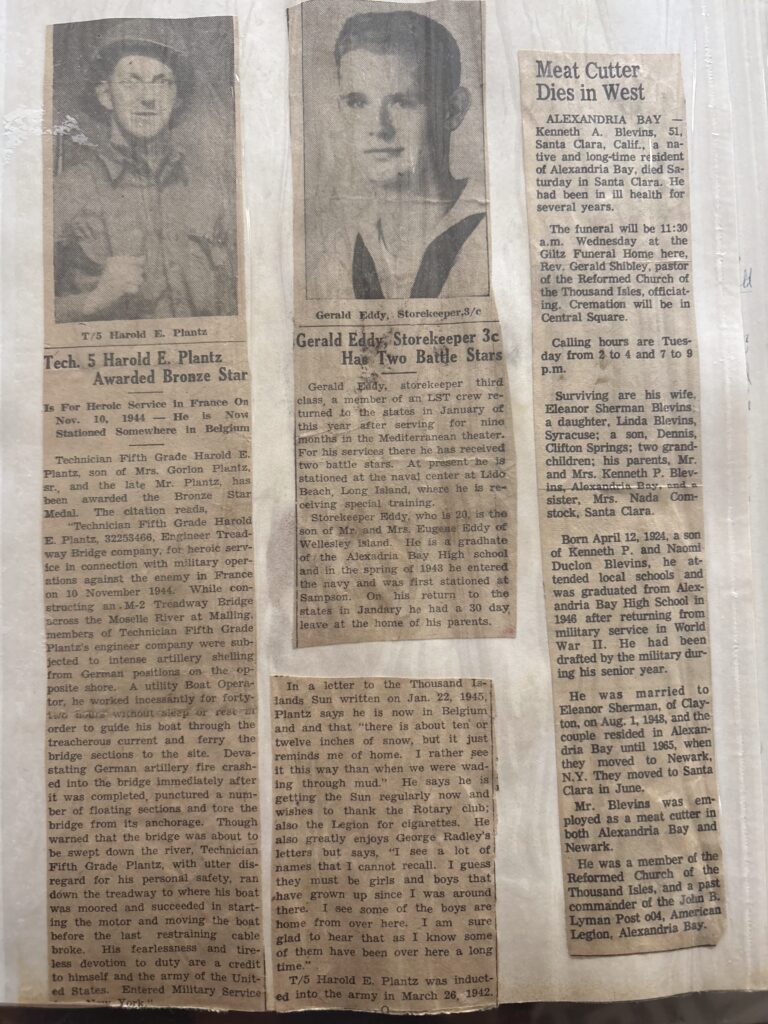 T/5 Harold E. Plantz
Tech. 5 Harold E. Plantz
Awarded Bronze Star
Is For Heroic Service in France On
Nov. 10, 1944 — He is Now
Stationed Somewhere in Belgium
Technician Fifth Grade Harold E.
Plantz, son of Mrs. Gorlon Plantz,
sr., and the late Mr. Plantz, has
been awarded the Bronze Star
Medal. The citation reads,
"Technician Fifth Grade Harold
E. Plantz, 32253466, Engineer Tread-
way Bridge company, for heroic serv-
ice in connection with military oper-
ations against the enemy in France
on 10 November 1944. While con-
structing an M-2 Treadway Bridge
across the Moselle River at Malling,
members of Technician Fifth Grade
Plantz's engineer company were sub-
jected to intense artillery shelling
from German positions on the op-
posite shore. A utility Boat Opera-
tor, he worked incessantly for forty-
two hours without sleep or rest in
order to guide his boat through the
treacherous current and ferry the
bridge sections to the site. Deva-
stating German artillery fire crash-
ed into the bridge immediately after
it was completed, punctured a num-
ber of floating sections and tore the
bridge from its anchorage. Though
warned that the bridge was about to
be swept down the river, Technician
Fifth Grade Plantz, with utter dis-
regard for his personal safety, ran
down the treadway to where his boat
was moored and succeeded in start-
ing the motor and moving the boat
before the last restraining cable
broke. His fearlessness and tire-
less devotion to duty are a credit
to himself and the army of the Unit-
ed States. Entered Military Service
New York."
Gerald Eddy, Storekeeper,3/c
Gerald Eddy, Storekeeper 3c
Has Two Battle Stars
Gerald Eddy, storekeeper third
class, a member of an LST crew re-
turned to the states in January of
this year after serving for nine
months in the Mediterranean theater.
For his services there he has received
two battle stars. At present he is
stationed at the naval center at Lido
Beach, Long Island, where he is re-
ceiving special training.
Storekeeper Eddy, who is 20, is the
son of Mr. and Mrs. Eugene Eddy of
Wellesley island. He is a gradhate
of the Alexadria Bay High school
and in the spring of 1943 he entered
the navy and was first stationed at
Sampson. On his return to the
states in Jandary he had a 30 day
leave at the home of his parents.
In a letter to the Thousand Is-
lands Sun written on Jan. 22, 1945,
Plantz says he is now in Belgium
and and that "there is about ten or
twelve inches of snow, but it just
reminds me of home. I rather see
it this way than when we were wad-
ing through mud." He says he is
getting the Sun regularly now and
wishes to thank the Rotary club;
also the Legion for cigarettes. He
also greatly enjoys George Radley's
letters but says, "I see a lot of
names that I cannot recall. I guess
they must be girls and boys that
have grown up since I was around
there. I see some of the boys are
home from over here. I am sure
glad to hear that as I know some
of them have been over here a long
time."
T/5 Harold E. Plantz was induct-
ed into the army in March 26, 1942.
Meat Cutter
Dies in West
ALEXANDRIA BAY —
Kenneth A. Blevins, 51,
Santa Clara, Calif., a na-
tive and long-time resident
of Alexandria Bay, died Sa-
turday in Santa Clara. He
had been in ill health for
several years.
The funeral will be 11:30
a.m. Wednesday at the
Giltz Funeral Home here,
Rev. Gerald Shibley, pastor
of the Reformed Church of
the Thousand Isles, officiat-
ing. Cremation will be in
Central Square.
Calling hours are Tues-
day from 2 to 4 and 7 to 9
p.m.
Surviving are his wife,
Eleanor Sherman Blevins;
a daughter, Linda Blevins,
Syracuse; a son, Dennis,
Clifton Springs; two grand-
children; his parents, Mr.
and Mrs. Kenneth P. Blev-
ins, Alexandria Bay, and a
sister, Mrs. Nada Com-
stock, Santa Clara.
Born April 12, 1924, a son
of Kenneth P. and Naomi
Duclon Blevins, he at-
tended local schools and
was graduated from Alex-
andria Bay High School in
1946 after returning from
military service in World
War II. He had been
drafted by the military dur-
ing his senior year.
He was married to
Eleanor Sherman, of Clay-
ton, on Aug. 1, 1948, and the
couple resided in Alexan-
dria Bay until 1965, when
they moved to Newark,
N.Y. They moved to Santa
Clara in June.
Mr. Blevins was em-
ployed as a meat cutter in
both Alexandria Bay and
Newark.
He was a member of the
Reformed Church of the
Thousand Isles, and a past
commander of the John B.
Lyman Post o04, American
Legion, Alexandria Bay.